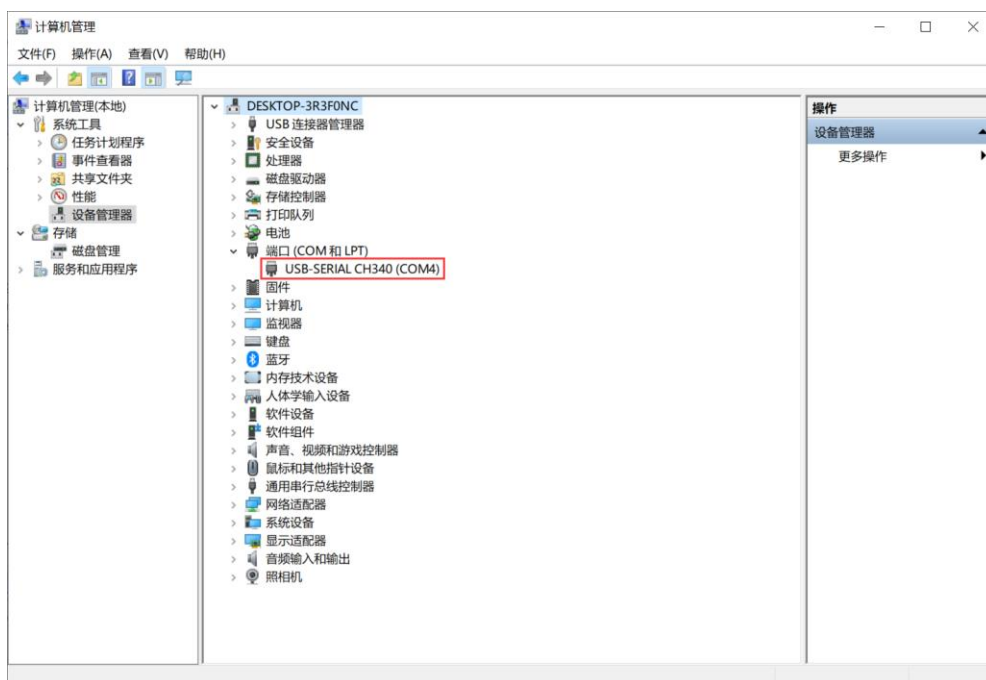 计算机管理
文件(F) 操作(A) 查看(V) 帮助(H)
计算机管理(本地)
系统工具
任务计划程序
事件查看器
共享文件夹
性能
设备管理器
存储
磁盘管理
服务和应用程序
DESKTOP-3R3F0NC
USB 连接器管理器
安全设备
处理器
磁盘驱动器
存储控制器
打印队列
电池
端口 (COM 和 LPT)
USB-SERIAL CH340 (COM4)
固件
计算机
监视器
键盘
蓝牙
内存技术设备
人体学输入设备
软件设备
软件组件
声音、视频和游戏控制器
鼠标和其他指针设备
通用串行总线控制器
网络适配器
系统设备
显示适配器
音频输入和输出
照相机
操作
设备管理器
更多操作